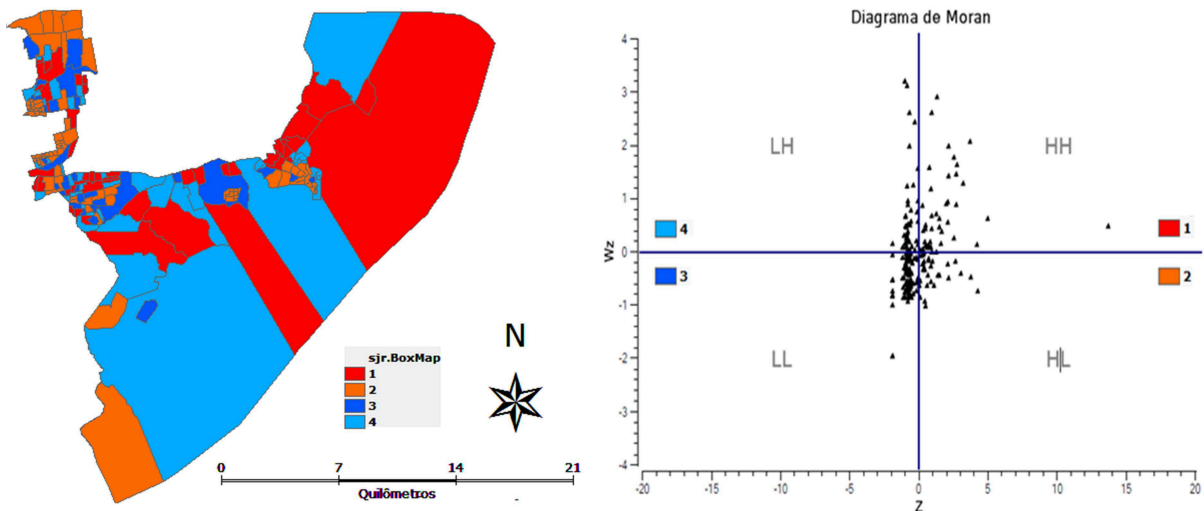 sjr.BoxMap
1
2
3
4
N
0 7 14 21
Quilômetros
Diagrama de Moran
4
3
2
1
0
-1
-2
-3
-4
Wz
LH
HH
4
1
3
2
LL
HL
-20 -15 -10 -5 0 5 10 15 20
Z